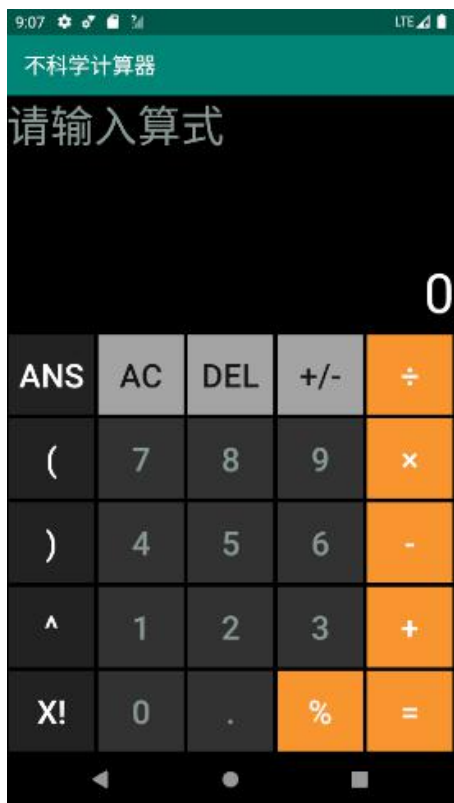 9:07 LTE
不科学计算器
请输入算式
0
ANS AC DEL +/- ÷
( 7 8 9 ×
) 4 5 6 -
^ 1 2 3 +
X! 0 . % =